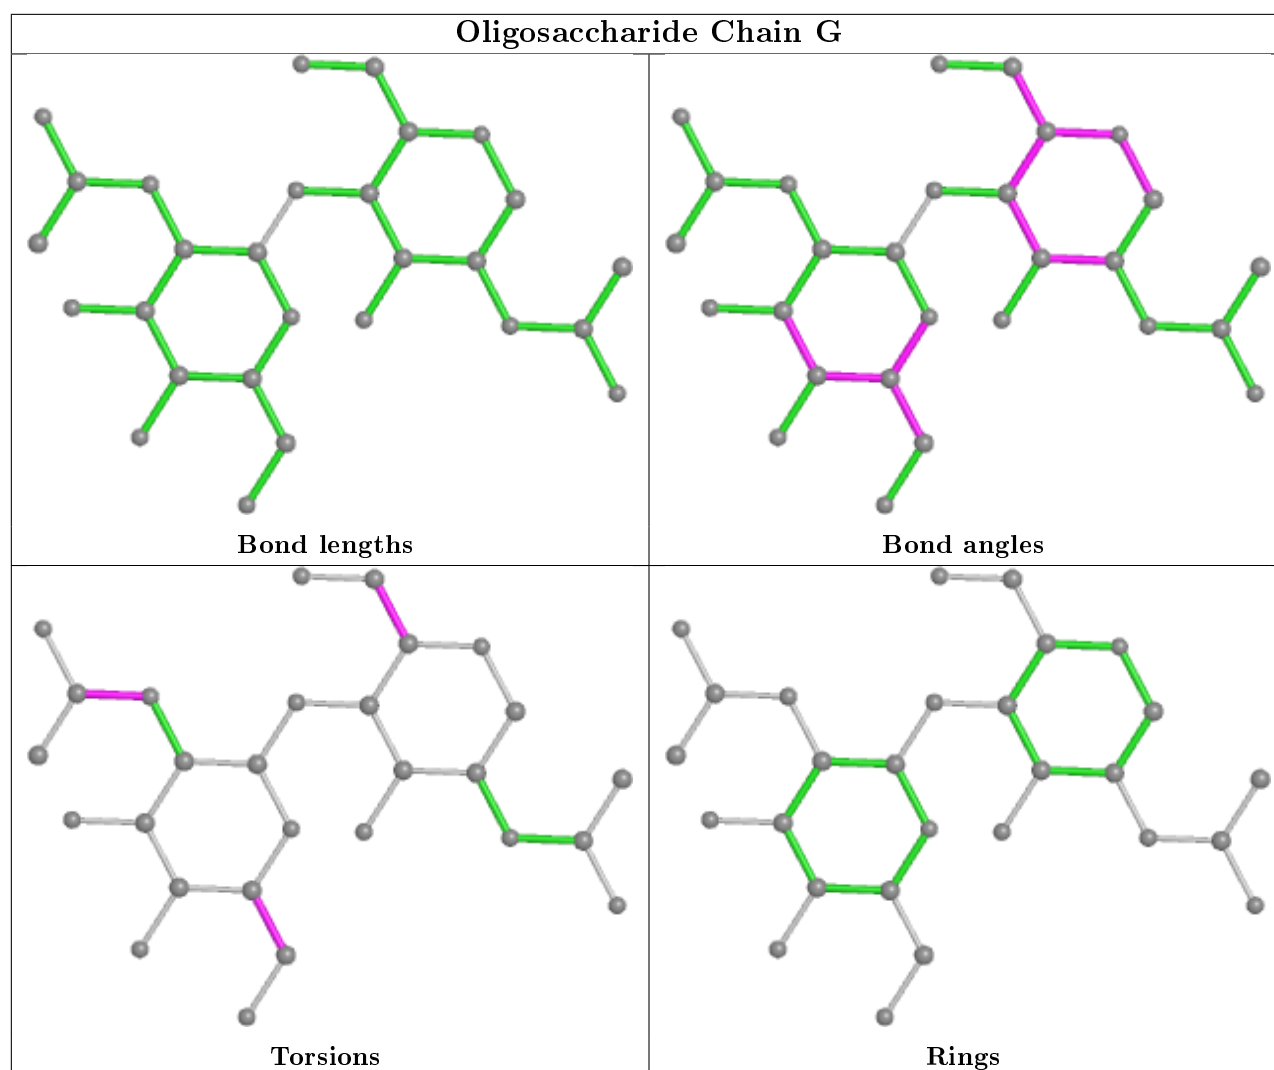 Oligosaccharide Chain G
Bond lengths
Bond angles
Torsions
Rings